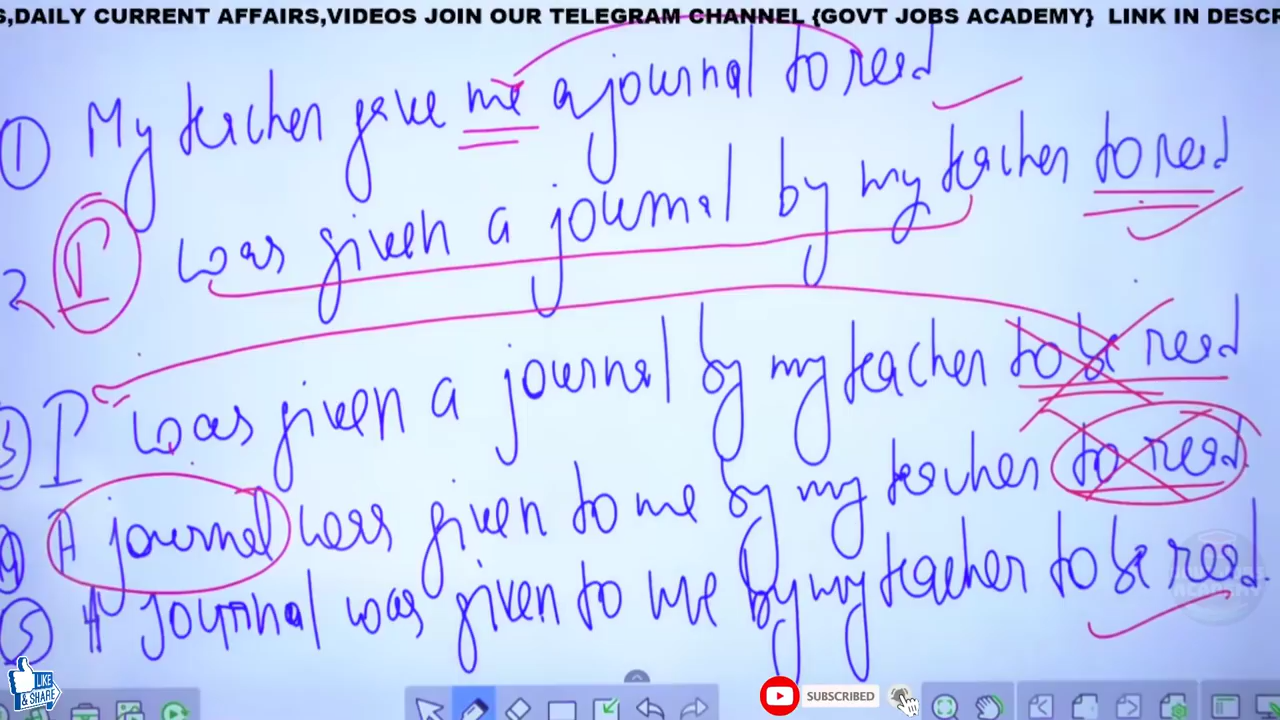 S,DAILY CURRENT AFFAIRS,VIDEOS JOIN OUR TELEGRAM CHANNEL {GOVT JOBS ACADEMY} LINK IN DESCR
① My teacher gave me a journal to read
2 I was given a journal by my teacher to read
③ I was given a journal by my teacher to be read
④ A journal was given to me by my teacher to read
⑤ A journal was given to me by my teacher to be read.
LIKE
& SHARE
SUBSCRIBED